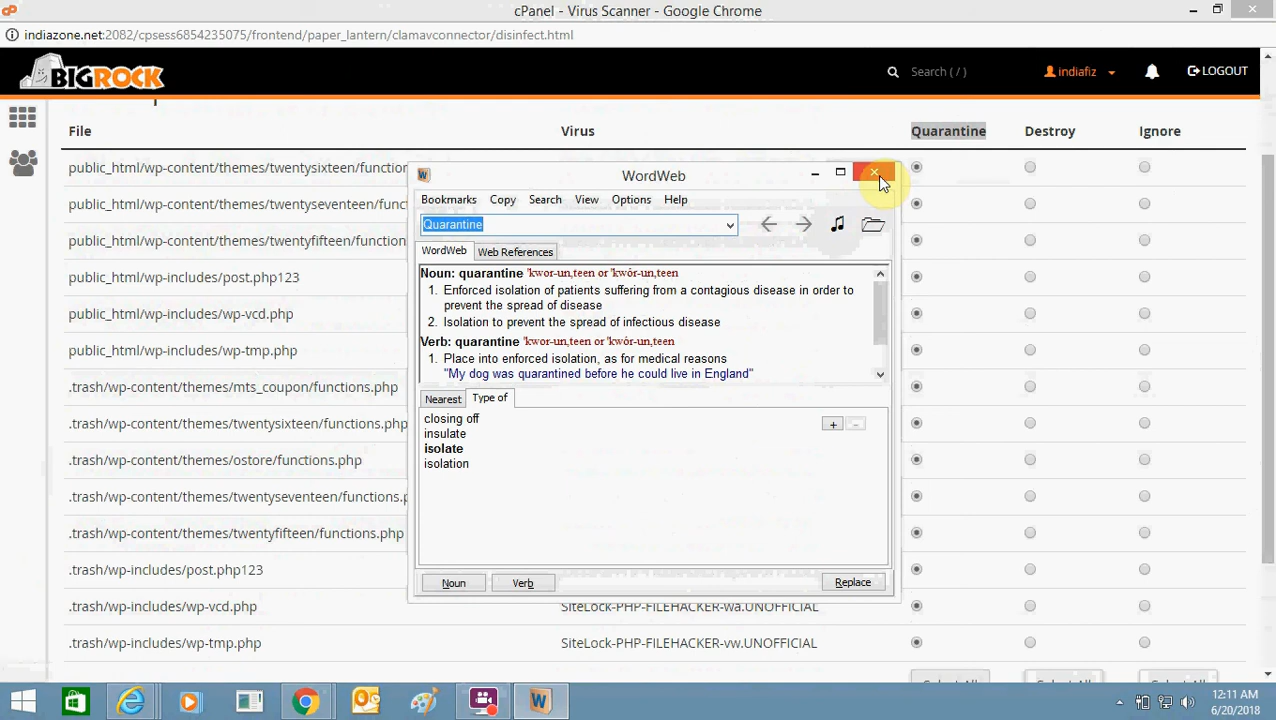 cPanel - Virus Scanner - Google Chrome
indiazone.net:2082/cpsess6854235075/frontend/paper_lantern/clamavconnector/disinfect.html
BIGROCK
Search ( / )
indiafiz
LOGOUT
File Virus Quarantine Destroy Ignore
public_html/wp-content/themes/twentysixteen/function
public_html/wp-content/themes/twentyseventeen/func
public_html/wp-content/themes/twentyfifteen/function
public_html/wp-includes/post.php123
public_html/wp-includes/wp-vcd.php
public_html/wp-includes/wp-tmp.php
.trash/wp-content/themes/mts_coupon/functions.php
.trash/wp-content/themes/twentysixteen/functions.php
.trash/wp-content/themes/ostore/functions.php
.trash/wp-content/themes/twentyseventeen/functions.p
.trash/wp-content/themes/twentyfifteen/functions.php
.trash/wp-includes/post.php123
.trash/wp-includes/wp-vcd.php SiteLock-PHP-FILEHACKER-wa.UNOFFICIAL
.trash/wp-includes/wp-tmp.php SiteLock-PHP-FILEHACKER-vw.UNOFFICIAL
WordWeb
Bookmarks Copy Search View Options Help
Quarantine
WordWeb Web References
Noun: quarantine 'kwor-un,teen or 'kwór-un,teen
1. Enforced isolation of patients suffering from a contagious disease in order to
prevent the spread of disease
2. Isolation to prevent the spread of infectious disease
Verb: quarantine 'kwor-un,teen or 'kwór-un,teen
1. Place into enforced isolation, as for medical reasons
"My dog was quarantined before he could live in England"
Nearest Type of
closing off
insulate
isolate
isolation
+ -
Noun Verb Replace
12:11 AM
6/20/2018